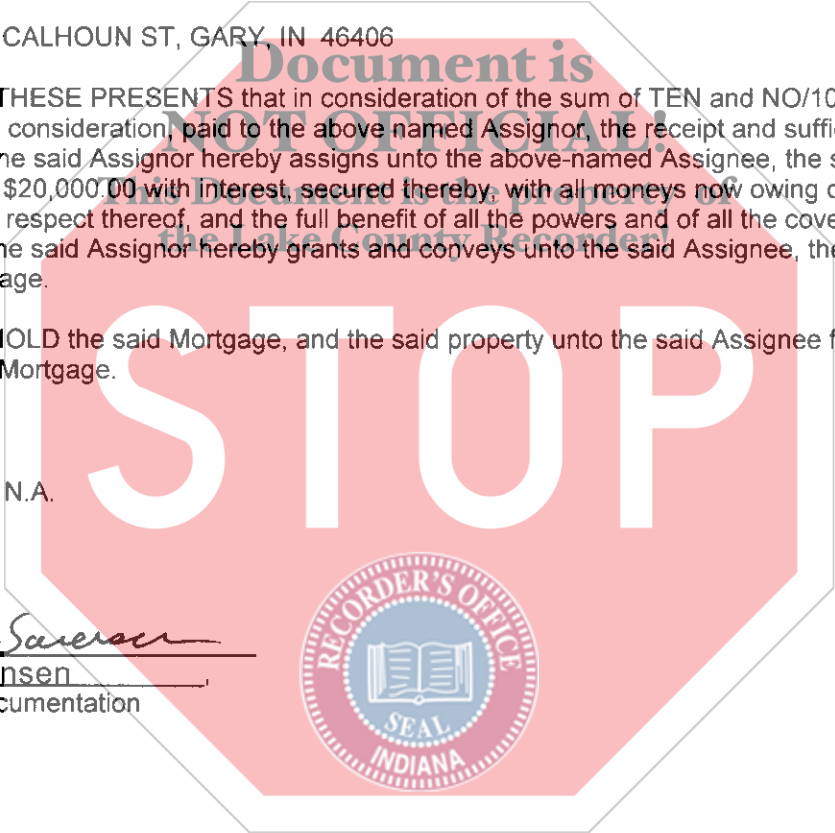 CALHOUN ST, GARY, IN 46406
Document is
THESE PRESENTS that in consideration of the sum of TEN and NO/10
consideration, paid to the above named Assignor, the receipt and suffi
NOT OFFICIAL!
he said Assignor hereby assigns unto the above-named Assignee, the s
$20,000.00 with interest, secured thereby, with all moneys now owing o
This Document is the property of
respect thereof, and the full benefit of all the powers and of all the cove
the Lake County Recorder!
he said Assignor hereby grants and conveys unto the said Assignee, the
age.
HOLD the said Mortgage, and the said property unto the said Assignee f
Mortgage.
STOP
N.A.
nsen,
cumentation
RECORDER'S OFFICE
SEAL
INDIANA